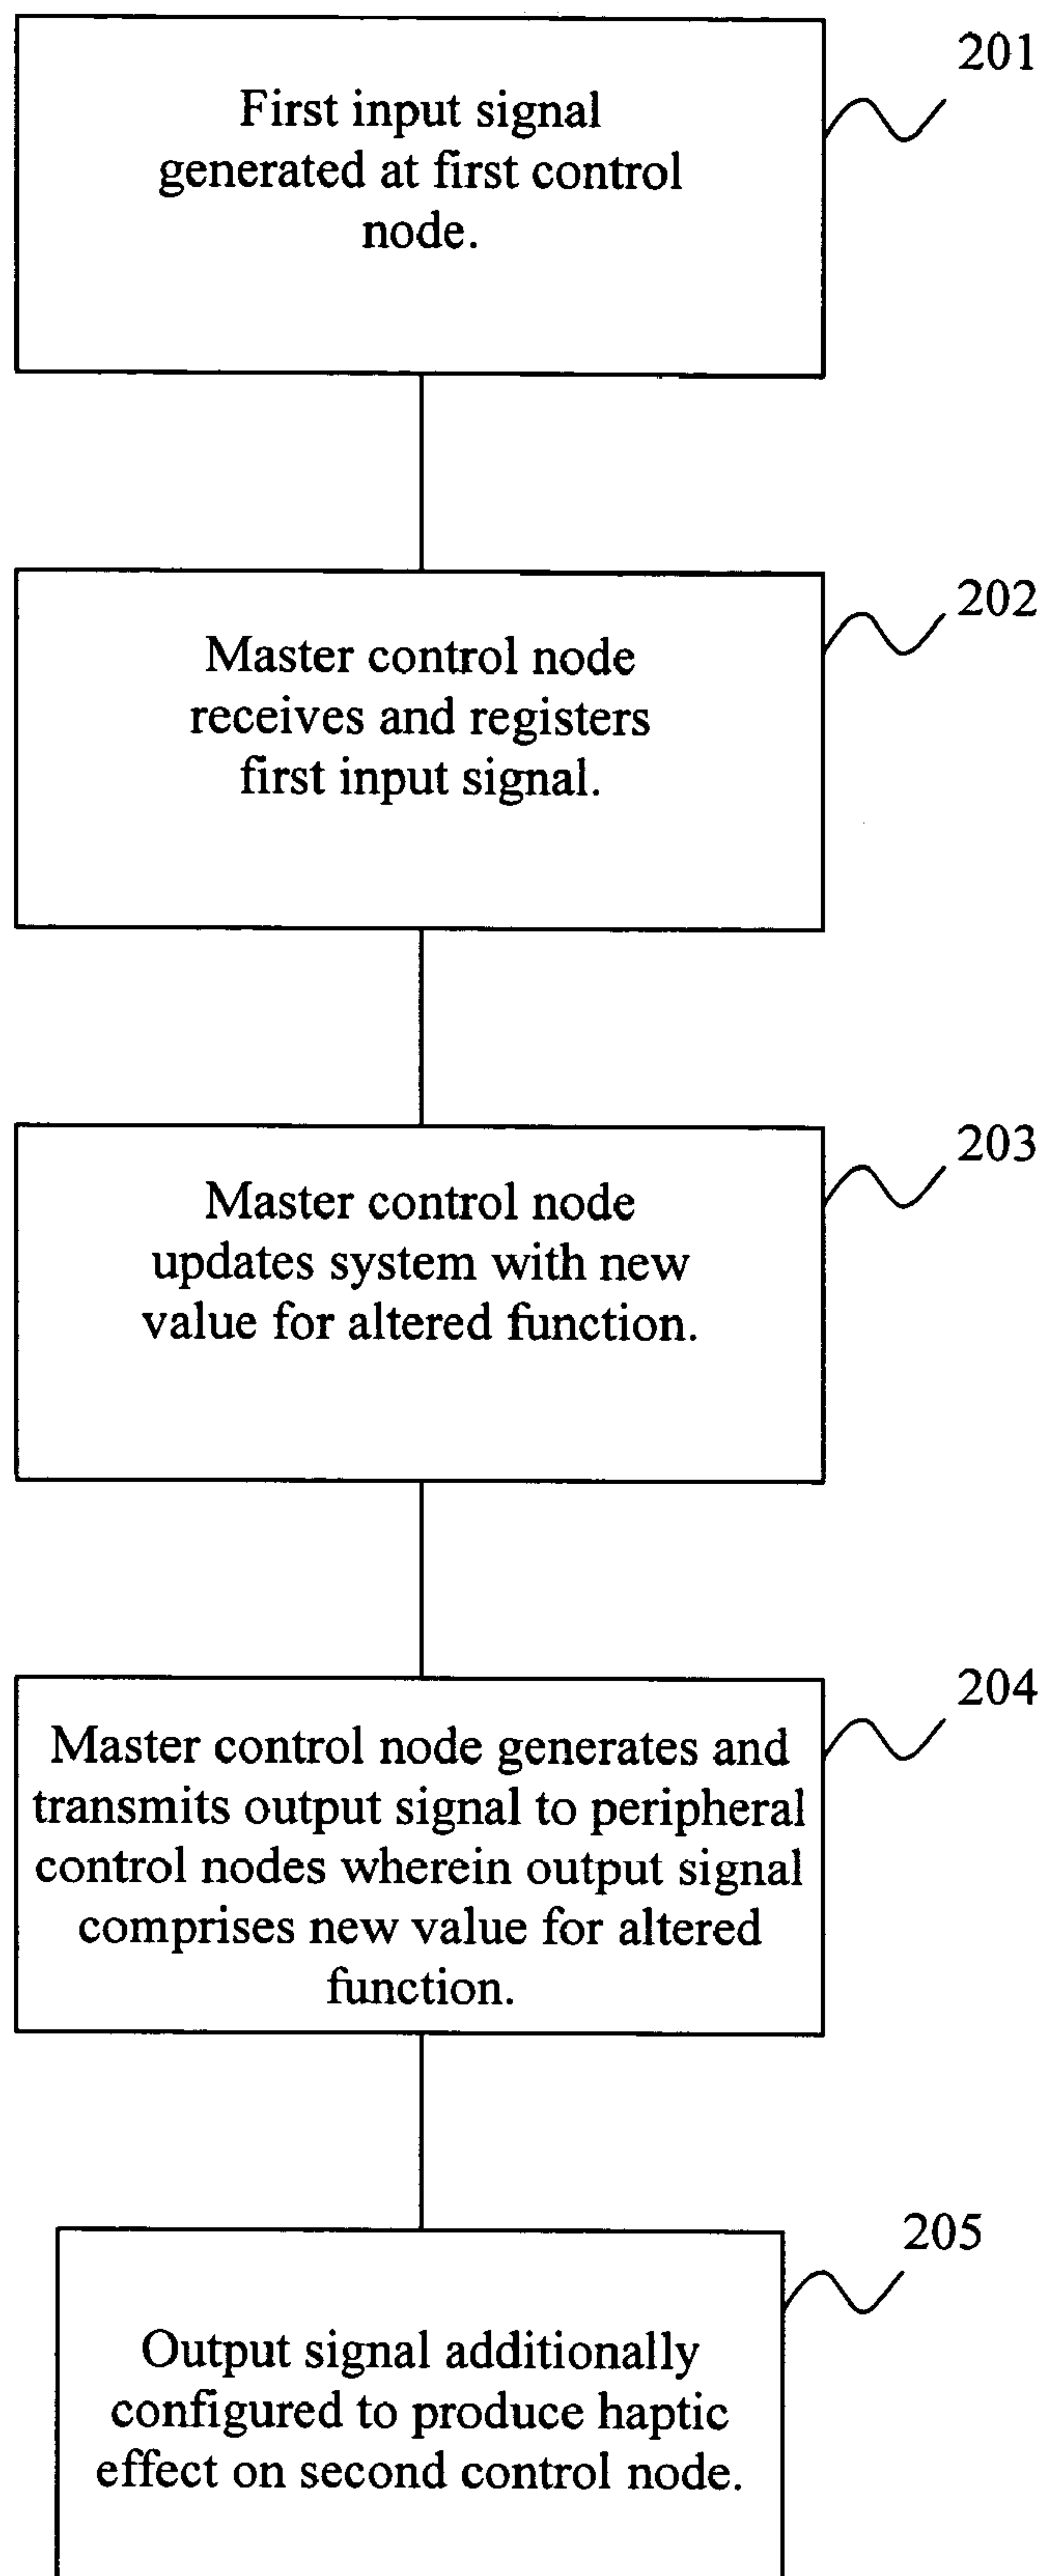 201
First input signal
generated at first control
node.
202
Master control node
receives and registers
first input signal.
203
Master control node
updates system with new
value for altered function.
204
Master control node generates and
transmits output signal to peripheral
control nodes wherein output signal
comprises new value for altered
function.
205
Output signal additionally
configured to produce haptic
effect on second control node.